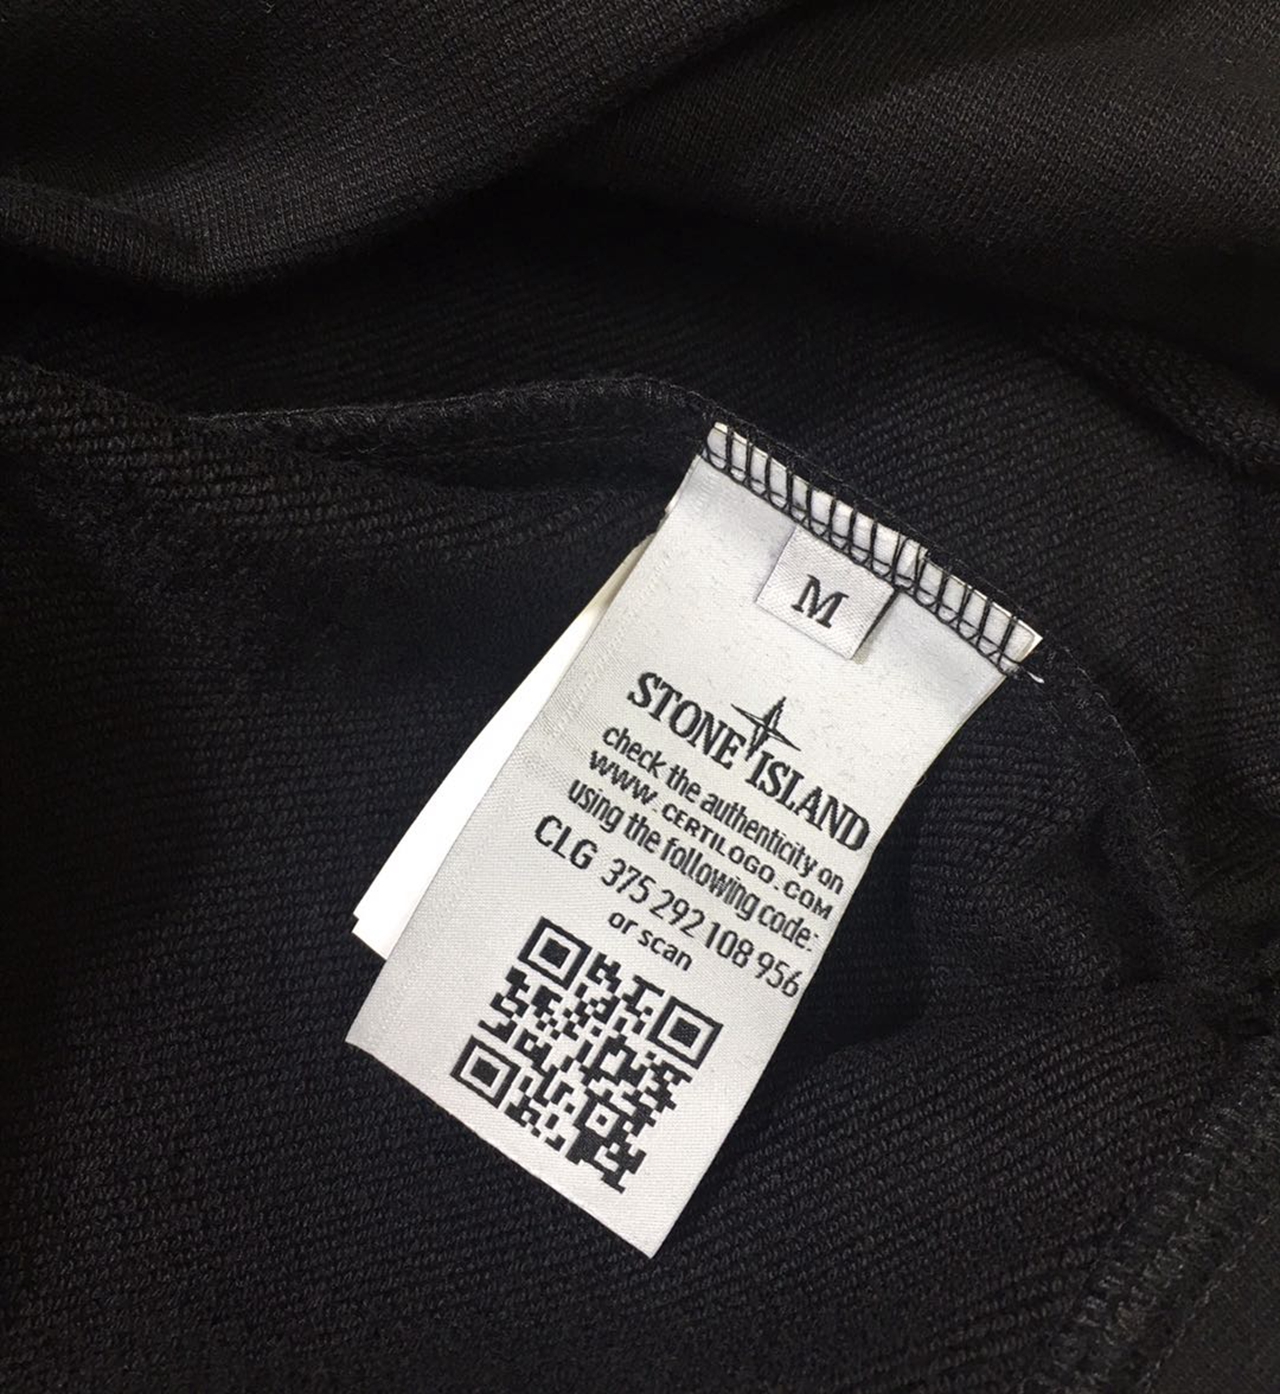 M
STONE ISLAND
check the authenticity on
WWW.CERTILOGO.COM
using the following code:
CLG 375 292 108 956
or scan